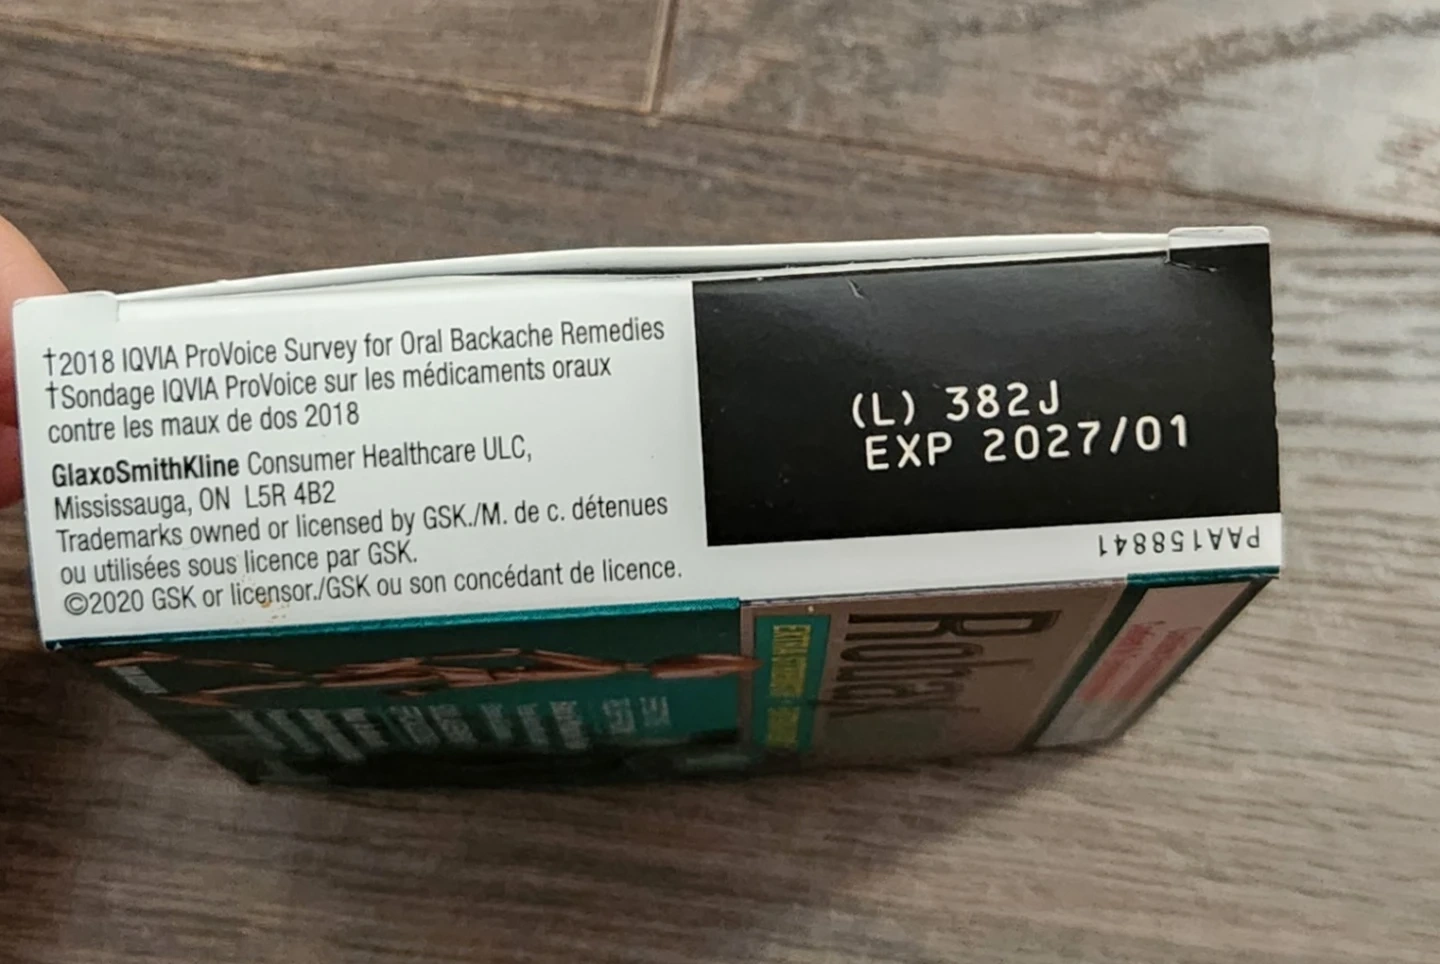 †2018 IQVIA ProVoice Survey for Oral Backache Remedies
†Sondage IQVIA ProVoice sur les médicaments oraux
contre les maux de dos 2018
GlaxoSmithKline Consumer Healthcare ULC,
Mississauga, ON L5R 4B2
Trademarks owned or licensed by GSK./M. de c. détenues
ou utilisées sous licence par GSK.
©2020 GSK or licensor./GSK ou son concédant de licence.
(L) 382J
EXP 2027/01
PAA158841
Robax